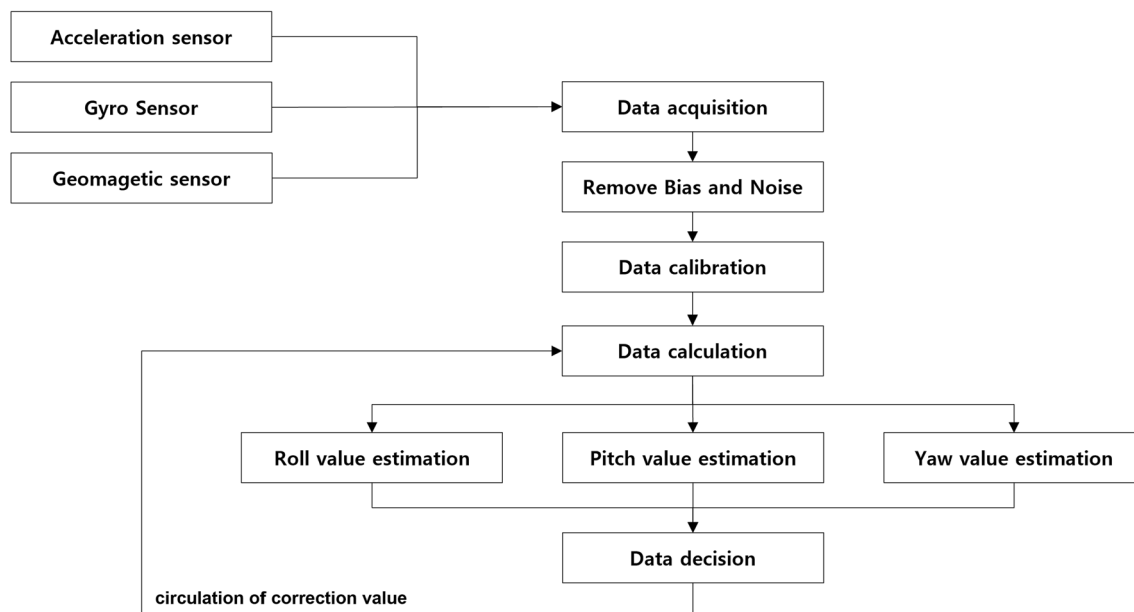 Acceleration sensor
Gyro Sensor
Geomagetic sensor
Data acquisition
Remove Bias and Noise
Data calibration
Data calculation
Roll value estimation
Pitch value estimation
Yaw value estimation
Data decision
circulation of correction value